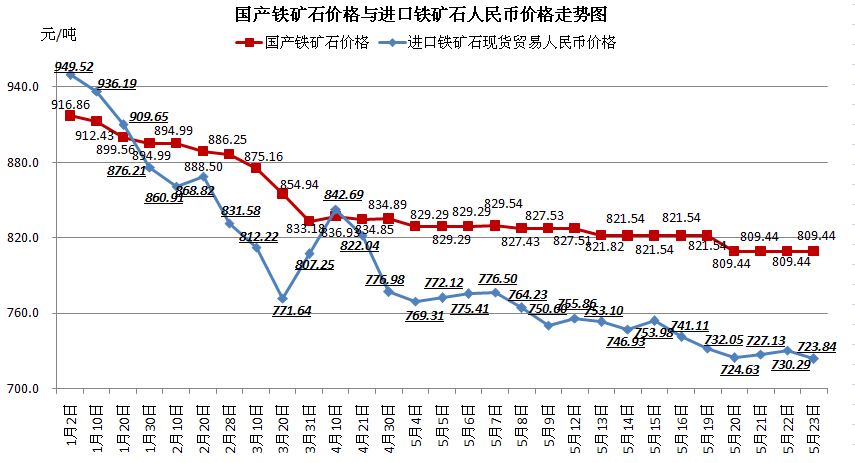 国产铁矿石价格与进口铁矿石人民币价格走势图
元/吨
国产铁矿石价格 进口铁矿石现货贸易人民币价格
940.0
880.0
820.0
760.0
700.0
916.86 912.43 899.56 894.99 894.99 888.50 886.25 875.16 854.94 833.18 836.93 834.85 834.89 829.29 829.29 829.29 829.54 827.43 827.53 827.51 821.82 821.54 821.54 821.54 821.54 809.44 809.44 809.44 809.44
949.52 936.19 909.65 876.21 860.91 868.82 831.58 812.22 771.64 807.25 842.69 822.04 776.98 769.31 772.12 775.41 776.50 764.23 750.60 755.86 753.10 746.93 753.98 741.11 732.05 724.63 727.13 730.29 723.84
1月2日 1月10日 1月20日 1月30日 2月10日 2月20日 2月28日 3月10日 3月20日 3月31日 4月10日 4月21日 4月30日 5月4日 5月5日 5月6日 5月7日 5月8日 5月9日 5月12日 5月13日 5月14日 5月15日 5月16日 5月19日 5月20日 5月21日 5月22日 5月23日